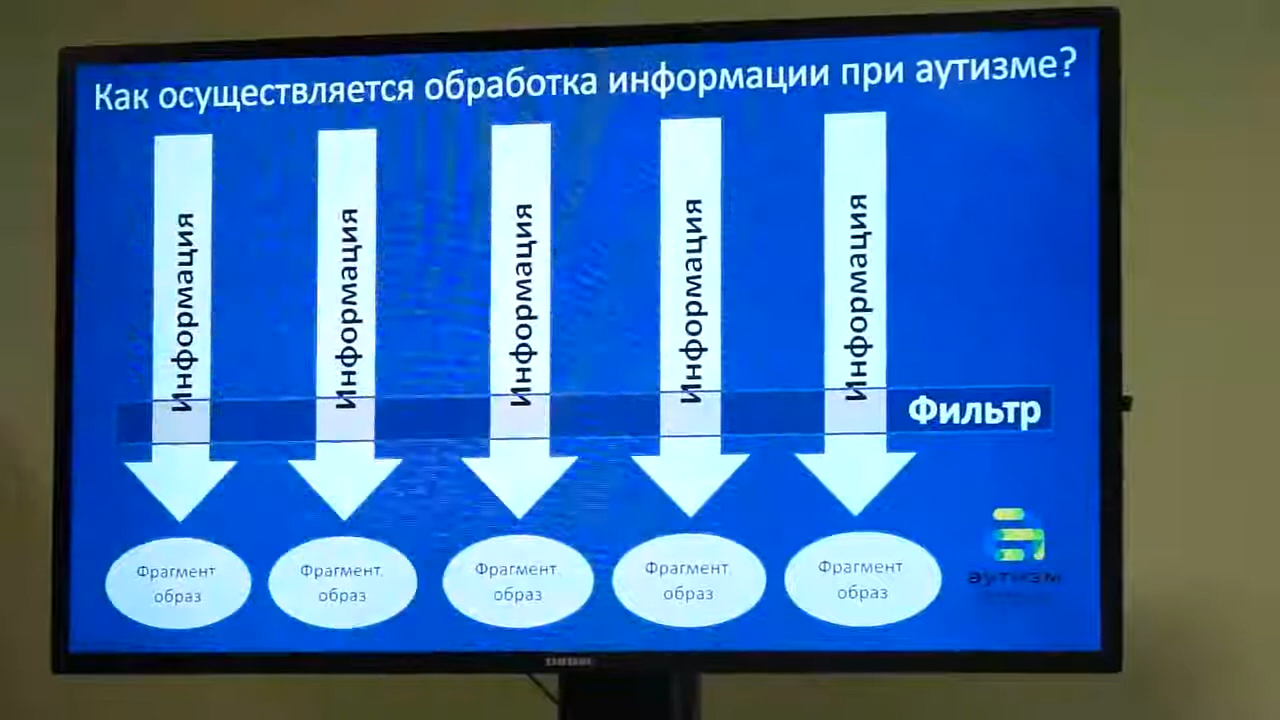 Как осуществляется обработка информации при аутизме?
Информация
Информация
Информация
Информация
Информация
Фильтр
Фрагмент,
образ
Фрагмент,
образ
Фрагмент,
образ
Фрагмент,
образ
Фрагмент,
образ
аутизм
SAMSUNG